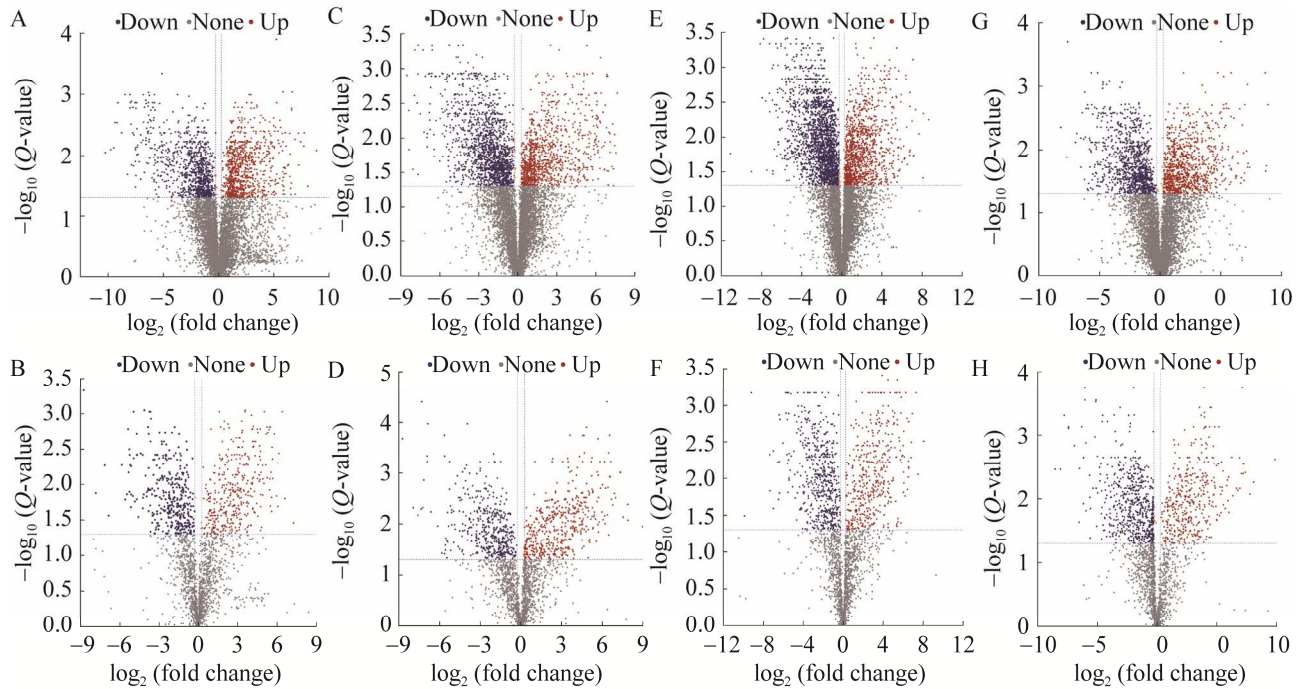 A
•Down •None •Up
4
3
2
1
0
−log₁₀ (Q-value)
−10 −5 0 0 10
log₂ (fold change)
C
•Down •None •Up
3.5
3.0
2.5
2.0
1.5
1.0
0.5
0.0
−log₁₀ (Q-value)
−9 −6 −3 0 3 6 9
log₂ (fold change)
E
•Down •None •Up
3.5
3.0
2.5
2.0
1.5
1.0
0.5
0.0
−log₁₀ (Q-value)
−12 −8 −4 0 4 8 12
log₂ (fold change)
G
•Down •None •Up
4
3
2
1
0
−log₁₀ (Q-value)
−10 −5 0 0 10
log₂ (fold change)
B
•Down •None •Up
3.5
3.0
2.5
2.0
1.5
1.0
0.5
0.0
−log₁₀ (Q-value)
−9 −6 −3 0 3 6 9
log₂ (fold change)
D
•Down •None •Up
5
4
3
2
1
0
−log₁₀ (Q-value)
−9 −6 −3 0 3 6 9
log₂ (fold change)
F
•Down •None •Up
3.5
3.0
2.5
2.0
1.5
1.0
0.5
0.0
−log₁₀ (Q-value)
−12 −8 −4 0 4 8 12
log₂ (fold change)
H
•Down •None •Up
4
3
2
1
0
−log₁₀ (Q-value)
−10 −5 0 0 10
log₂ (fold change)